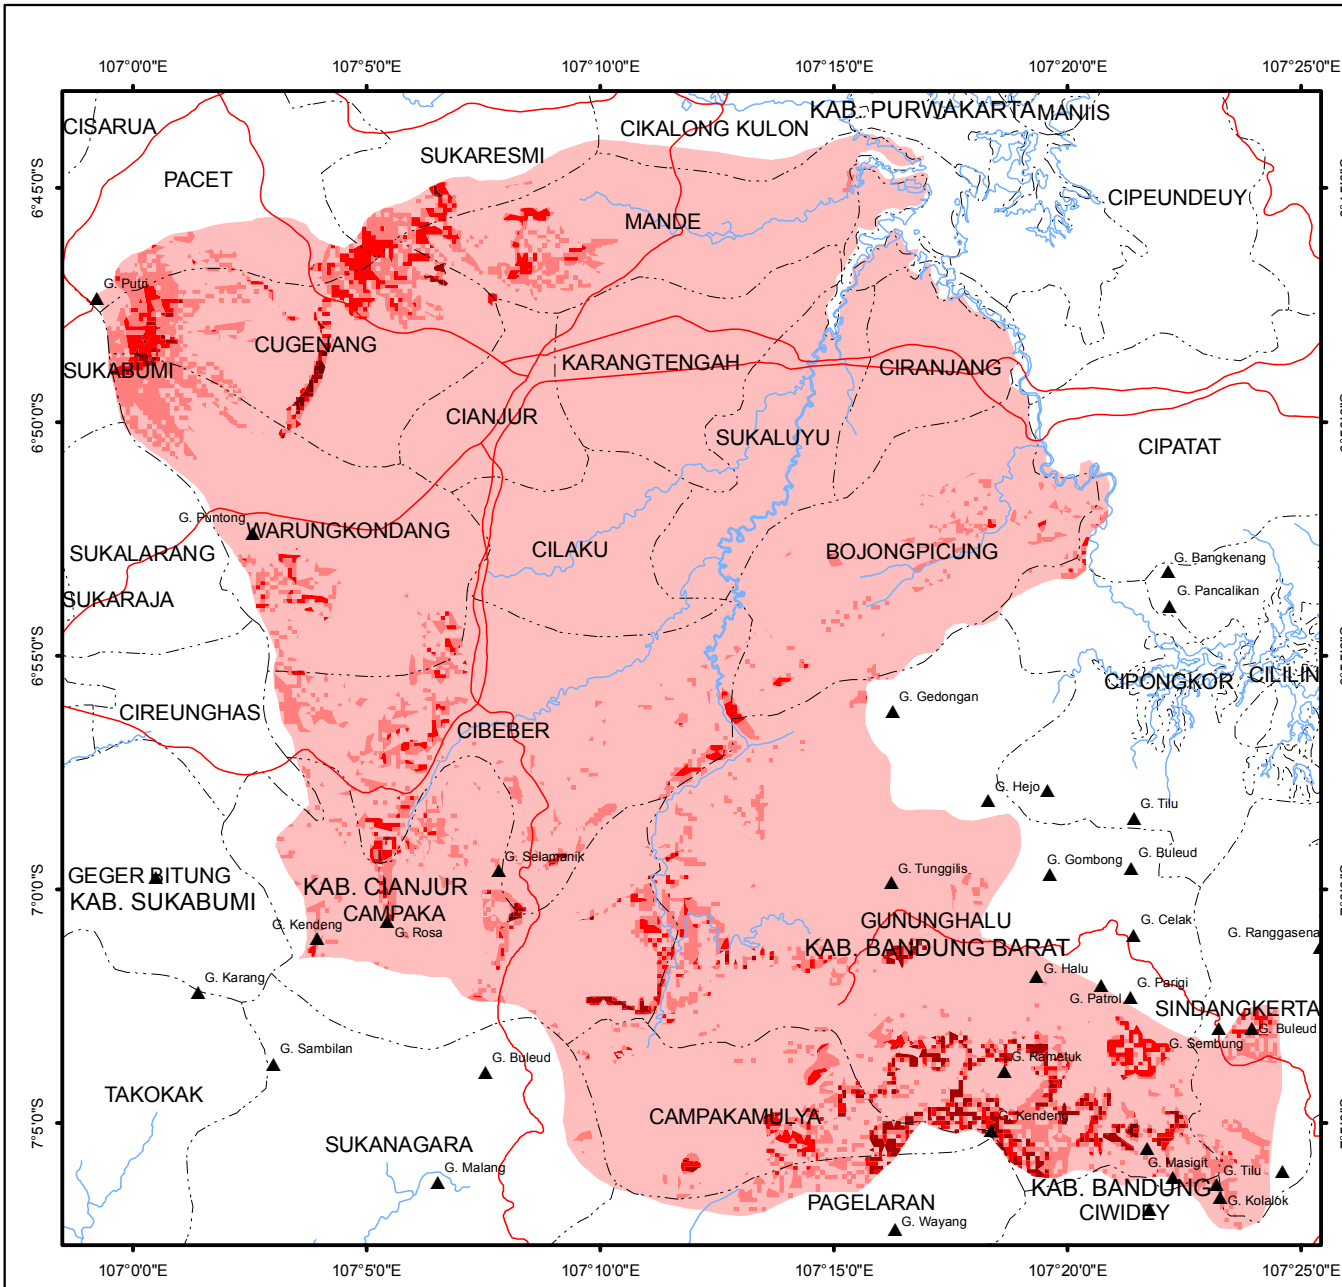 107°0'0"E 107°5'0"E 107°10'0"E 107°15'0"E 107°20'0"E 107°25'0"E
KAB. PURWAKARTA MANIIS
CISARUA
CIKALONG KULON
SUKARESMI
PACET
6°45'0"S
CIPEUNDEUY
MANDE
G. Putri
CUGENANG
KARANGTENGAH
CIRANJANG
SUKABUMI
CIANJUR
6°50'0"S
SUKALUYU
CIPATAT
G. Puntong
WARUNGKONDANG
CILAKU
BOJONGPICUNG
SUKALARANG
G. Bangkenang
G. Pancalikan
SUKARAJA
6°55'0"S
CIPONGKOR
CILILIN
G. Gedongan
CIREUNGHAS
CIBEBER
G. Hejo
G. Tilu
G. Selamanik
G. Tunggilis
G. Gombong
G. Buleud
GEGER BITUNG
KAB. SUKABUMI
7°0'0"S
KAB. CIANJUR
CAMPAKA
G. Kendeng
G. Rosa
GUNUNGHALU
KAB. BANDUNG BARAT
G. Celak
G. Ranggasena
G. Karang
G. Halu
G. Patrol
G. Parigi
SINDANGKERTA
G. Buleud
G. Sembung
G. Sambilan
G. Buleud
G. Rametuk
TAKOKAK
CAMPAKAMULYA
G. Kendeng
7°5'0"S
SUKANAGARA
G. Malang
G. Masigit
G. Tilu
KAB. BANDUNG
CIWIDEY
G. Kolalok
PAGELARAN
G. Wayang
107°0'0"E 107°5'0"E 107°10'0"E 107°15'0"E 107°20'0"E 107°25'0"E